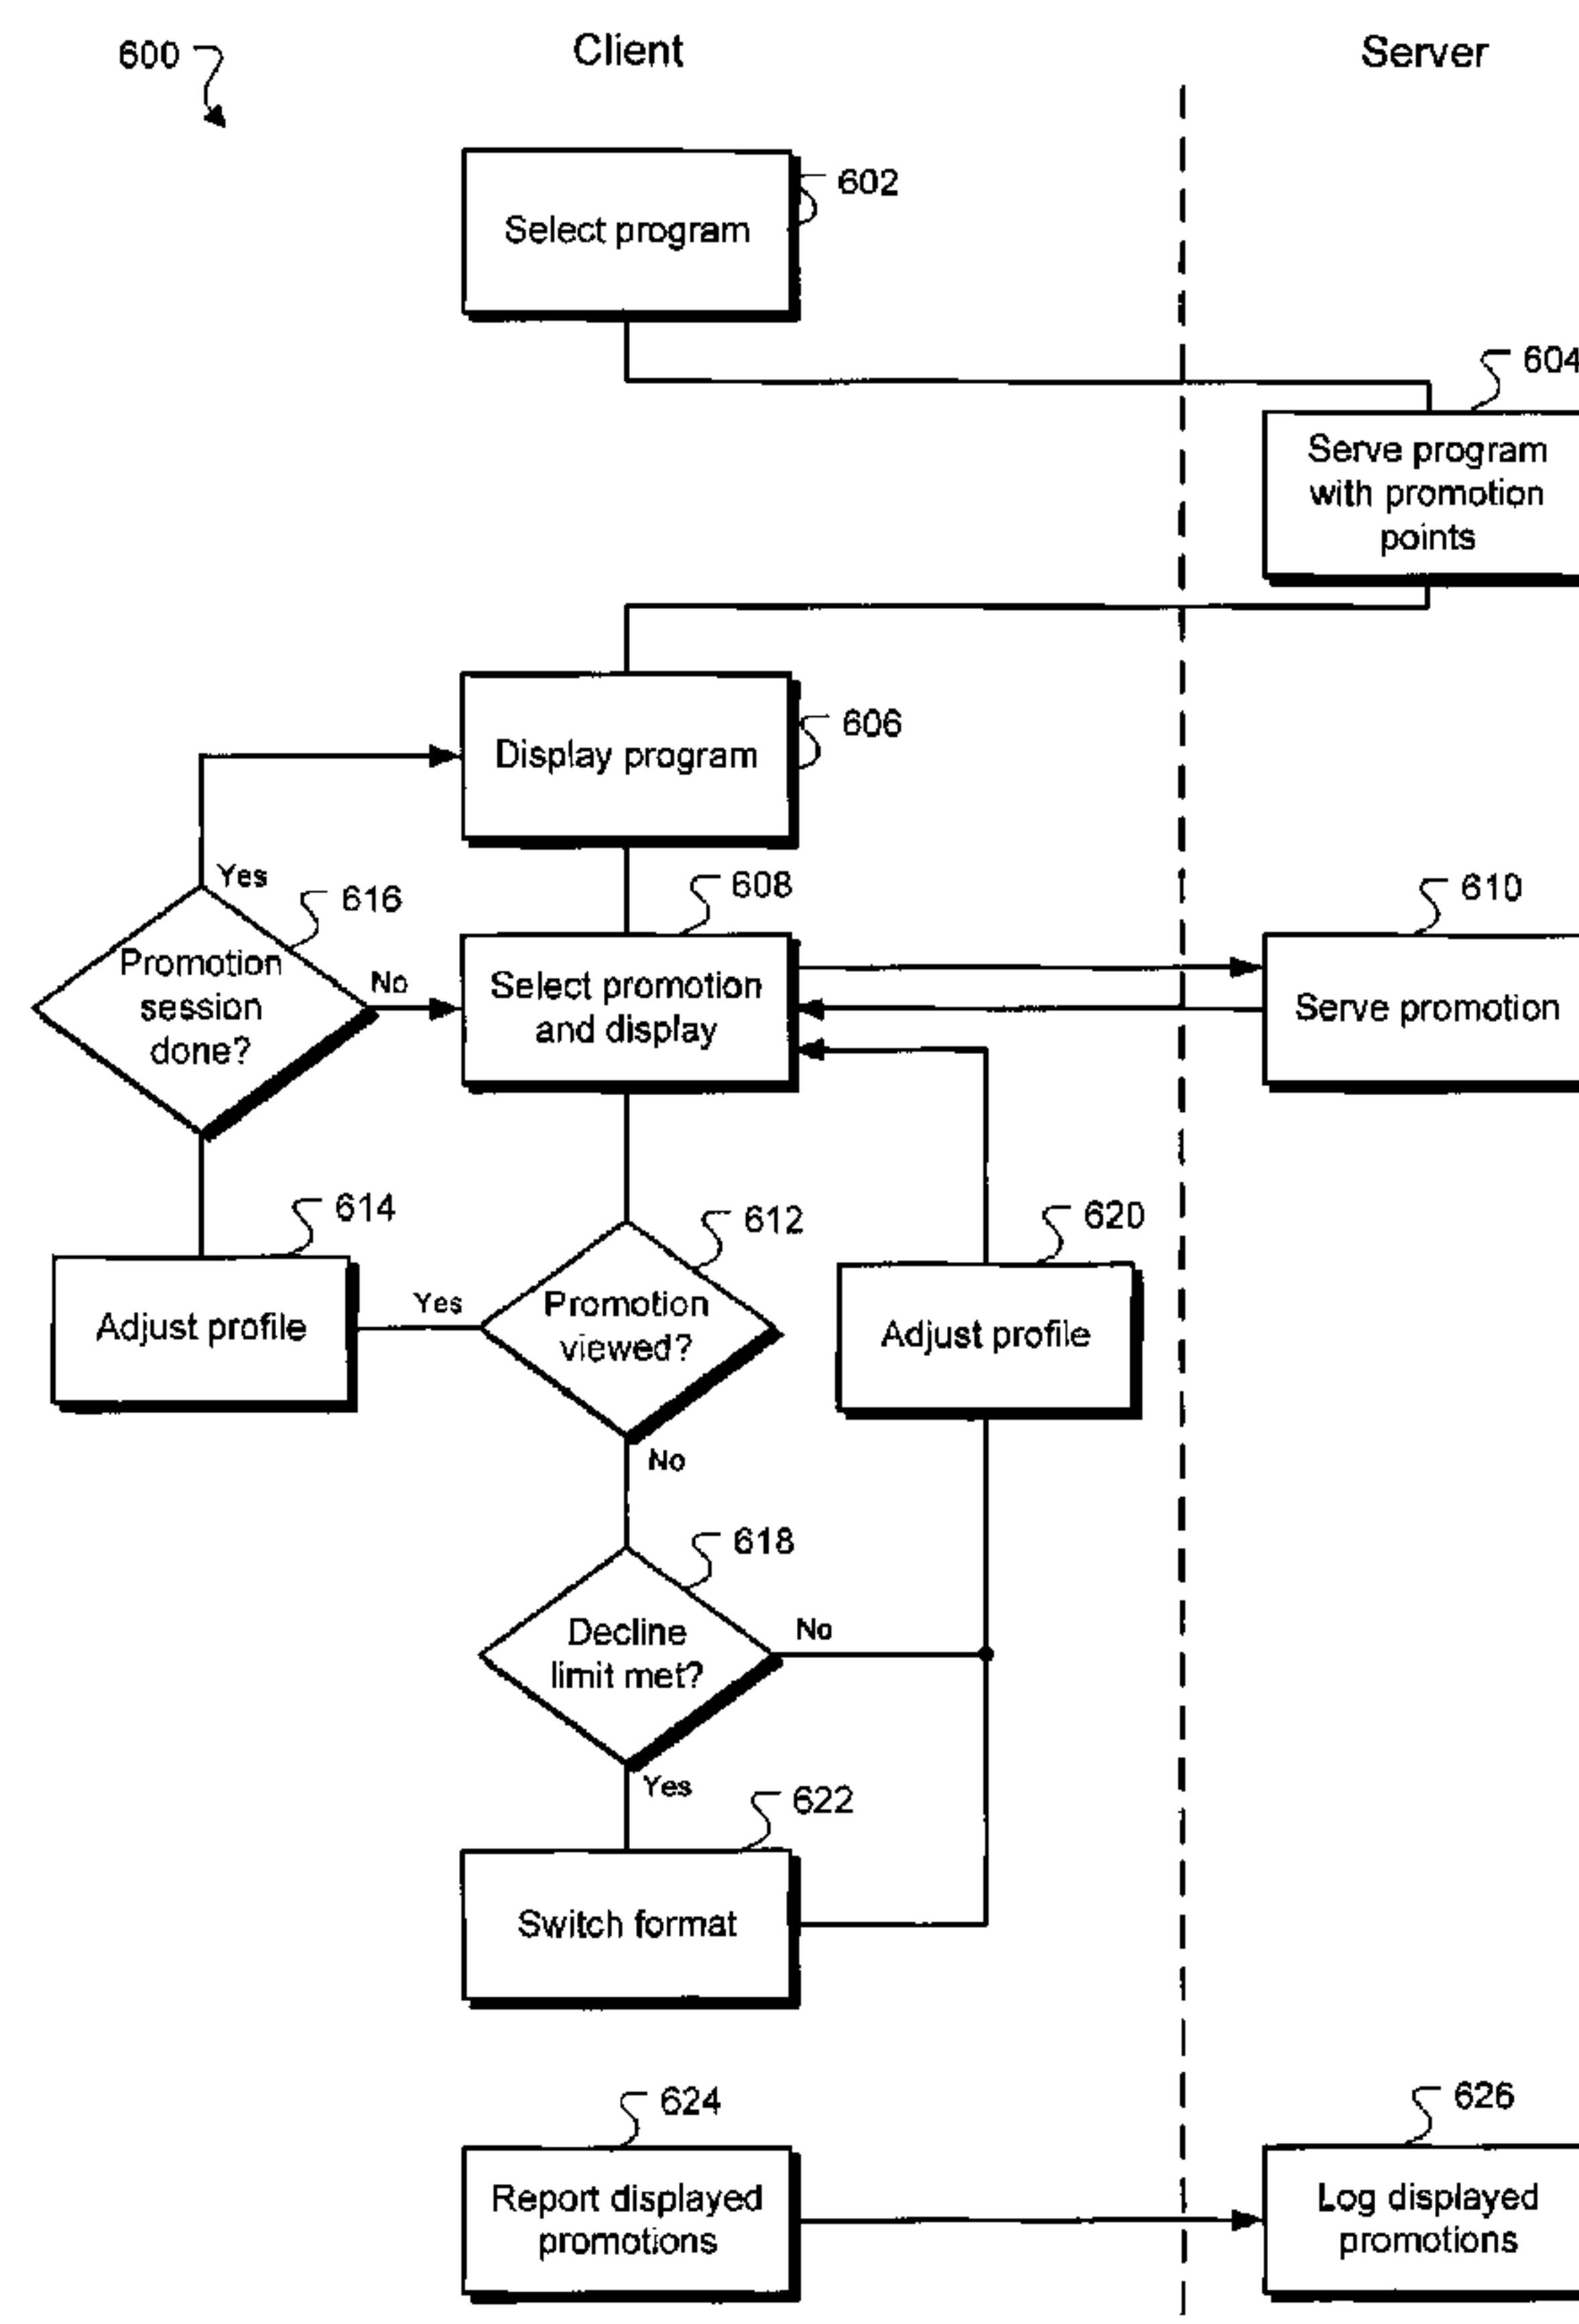 600
Client
Server
602
Select program
604
Serve program
with promotion
points
606
Display program
Yes
616
608
610
Promotion
session
done?
No
Select promotion
and display
Serve promotion
614
612
620
Adjust profile
Yes
Promotion
viewed?
Adjust profile
No
618
Decline
limit met?
No
Yes
622
Switch format
624
626
Report displayed
promotions
Log displayed
promotions